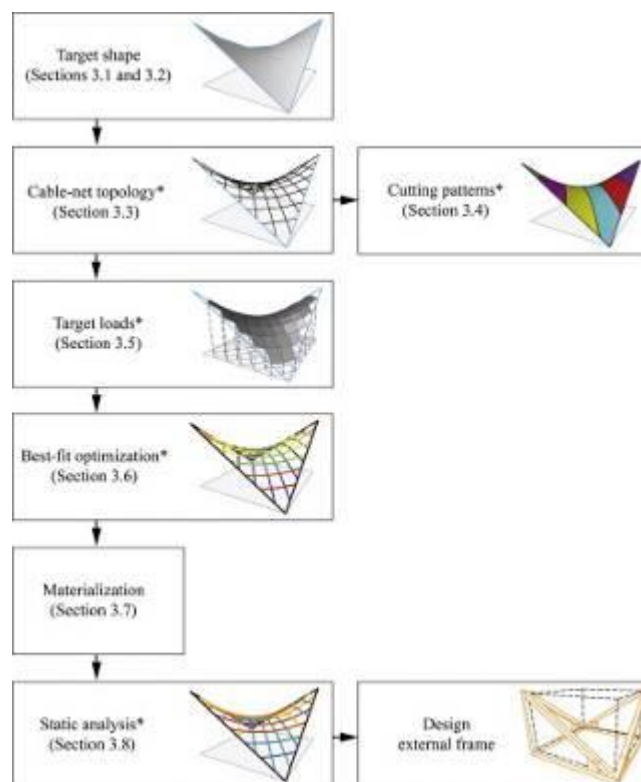 Target shape
(Sections 3.1 and 3.2)
Cable-net topology*
(Section 3.3)
Cutting patterns*
(Section 3.4)
Target loads*
(Section 3.5)
Best-fit optimization*
(Section 3.6)
Materialization
(Section 3.7)
Static analysis*
(Section 3.8)
Design
external frame